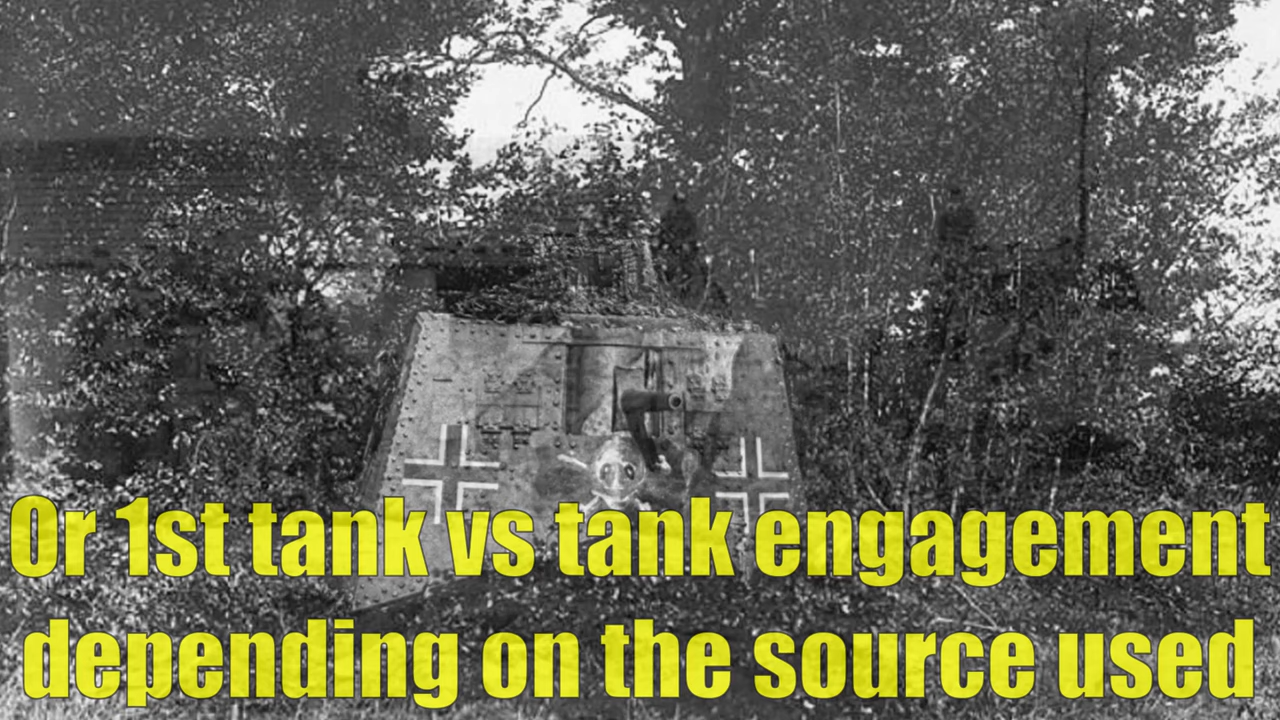 Or 1st tank vs tank engagement
depending on the source used